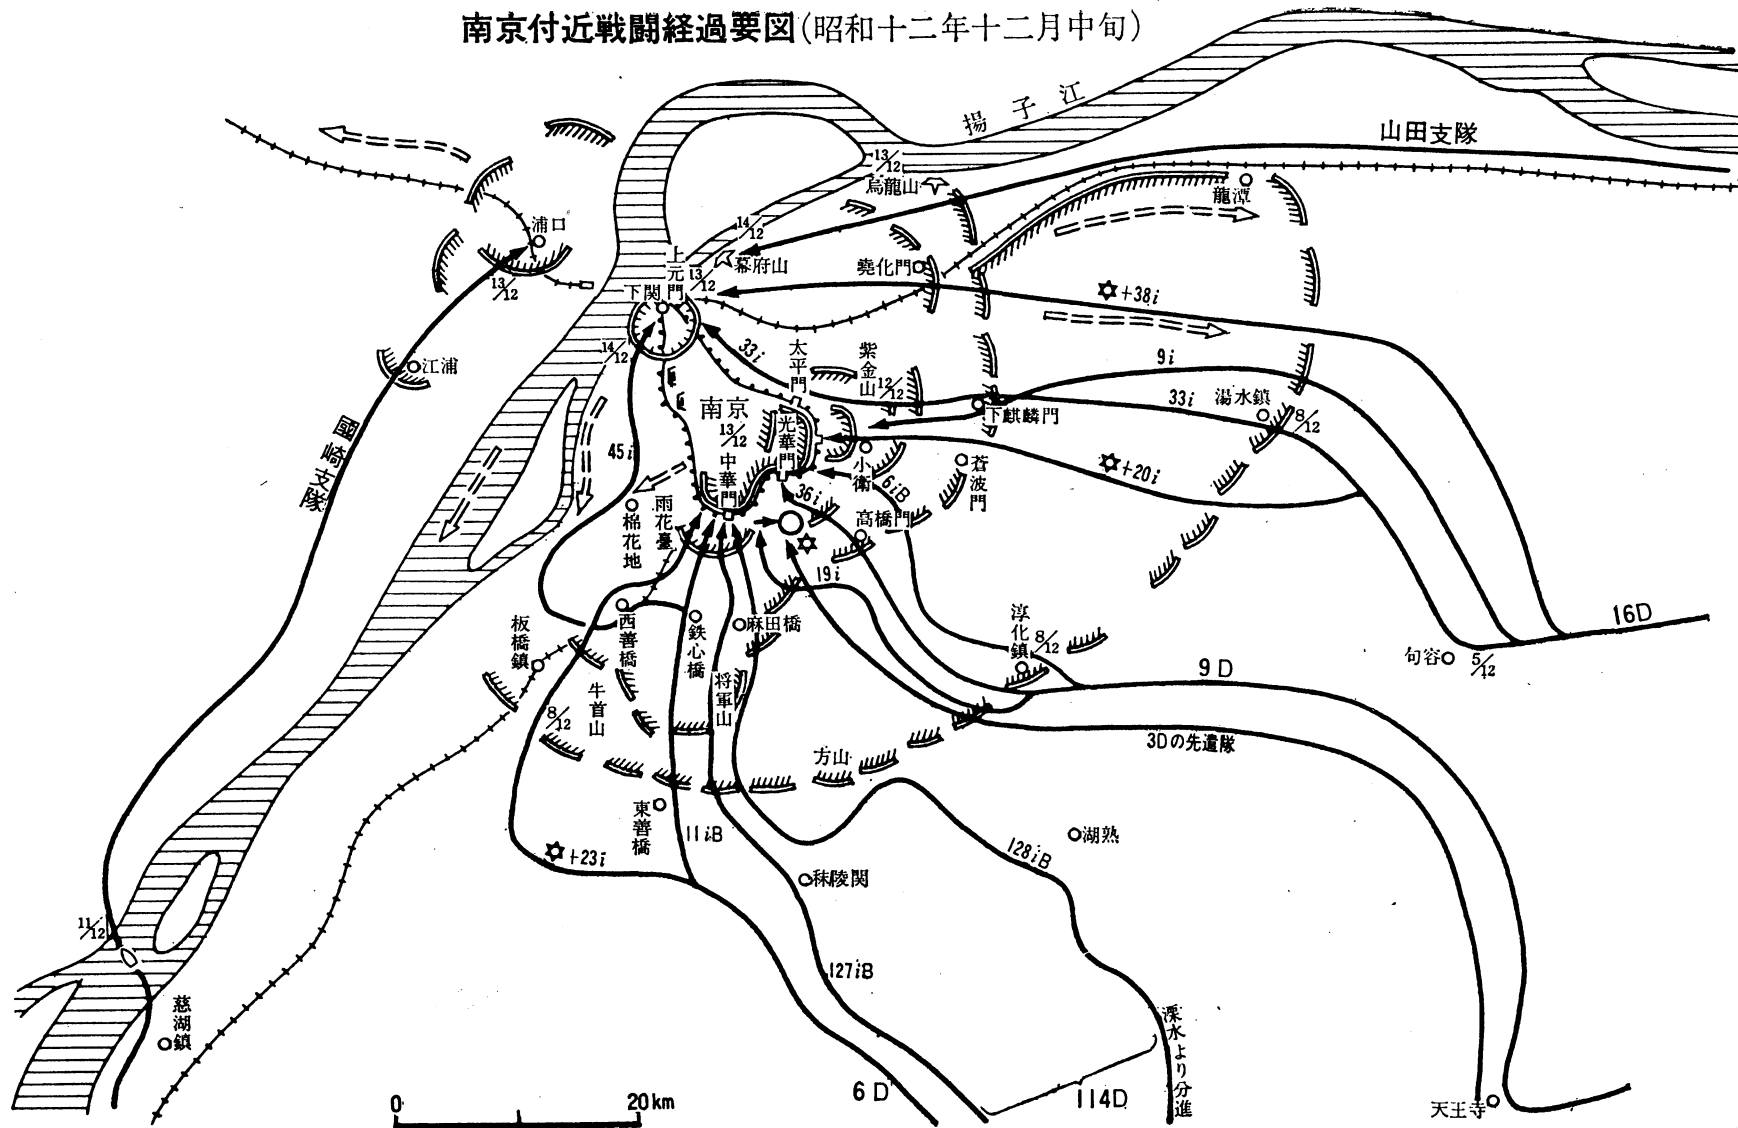 南京付近戦闘経過要図(昭和十二年十二月中旬)
揚子江
山田支隊
13/12
烏龍山
龍潭
14/12
浦口
上元門
13/12
幕府山
堯化門
13/12
下関
+38i
14/12
33i
太平門
紫金山
12/12
9i
江浦
33i
湯水鎮
8/12
下麒麟門
南京
13/12
光華門
國崎支隊
45i
中華門
小衛
蒼波門
+20i
6iB
36i
雨花臺
棉花地
高橋門
19i
板橋鎮
西善橋
鉄心橋
麻田橋
淳化鎮
8/12
16D
句容
5/12
9D
牛首山
8/12
将軍山
3Dの先遣隊
方山
東善橋
11iB
湖熟
128iB
+23i
秣陵関
11/12
127iB
慈湖鎮
溧水より分進
6D
114D
天王寺
0 20km